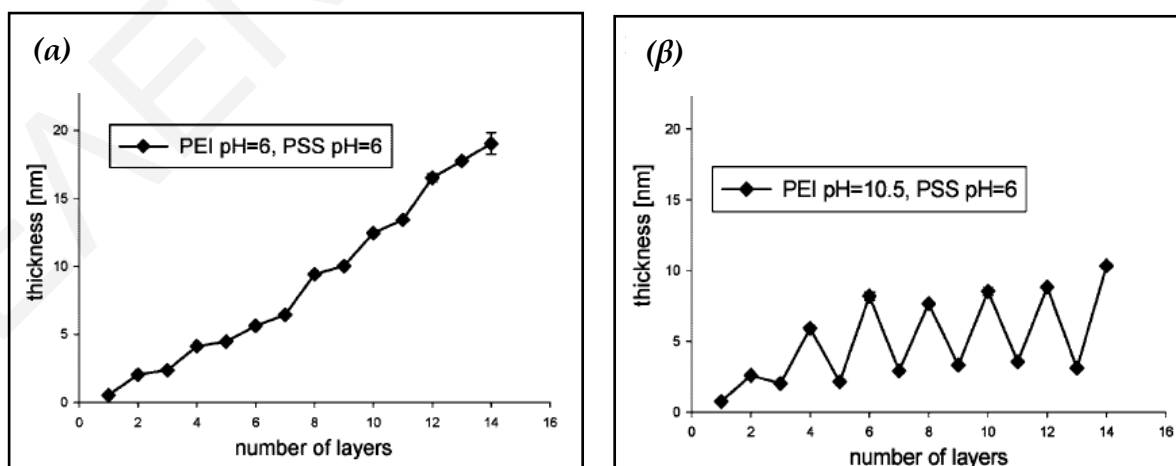 (α)
thickness [nm]
20
15
10
5
0
PEI pH=6, PSS pH=6
0 2 4 6 8 10 12 14 16
number of layers
(β)
thickness [nm]
20
15
10
5
0
PEI pH=10.5, PSS pH=6
0 2 4 6 8 10 12 14 16
number of layers